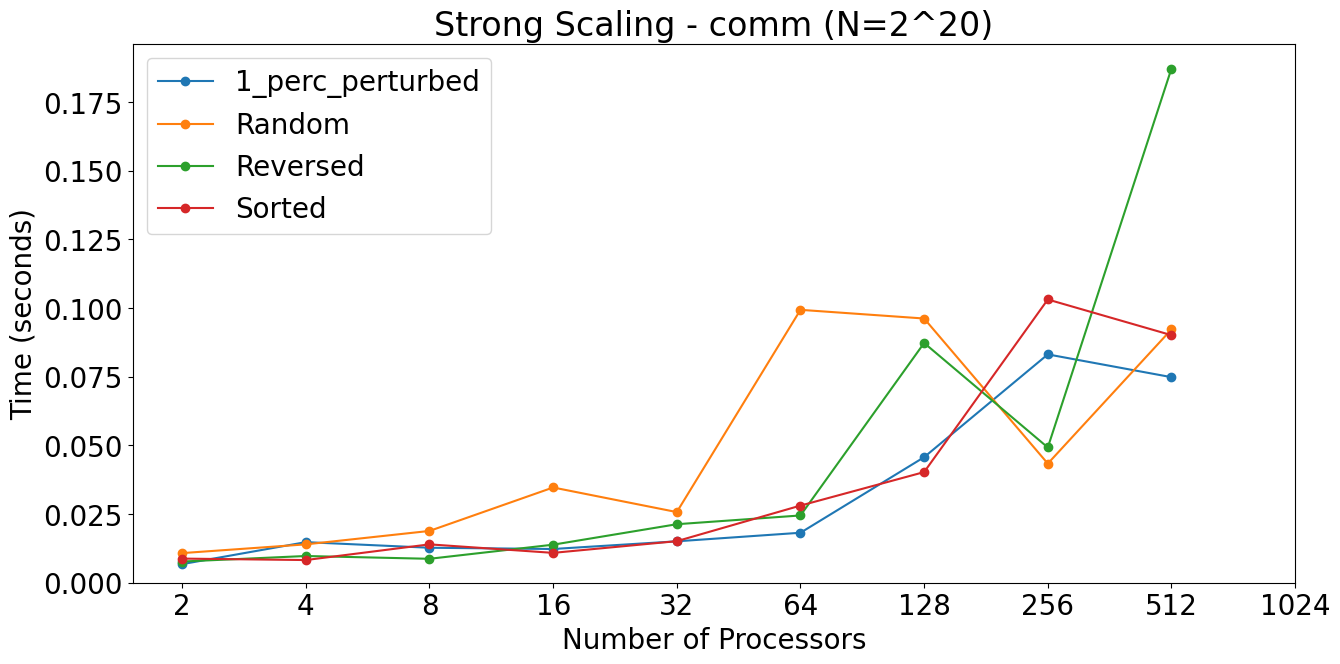 Strong Scaling - comm (N=2^20)
1_perc_perturbed
Random
Reversed
Sorted
0.175
0.150
0.125
0.100
0.075
0.050
0.025
0.000
Time (seconds)
2 4 8 16 32 64 128 256 512 1024
Number of Processors